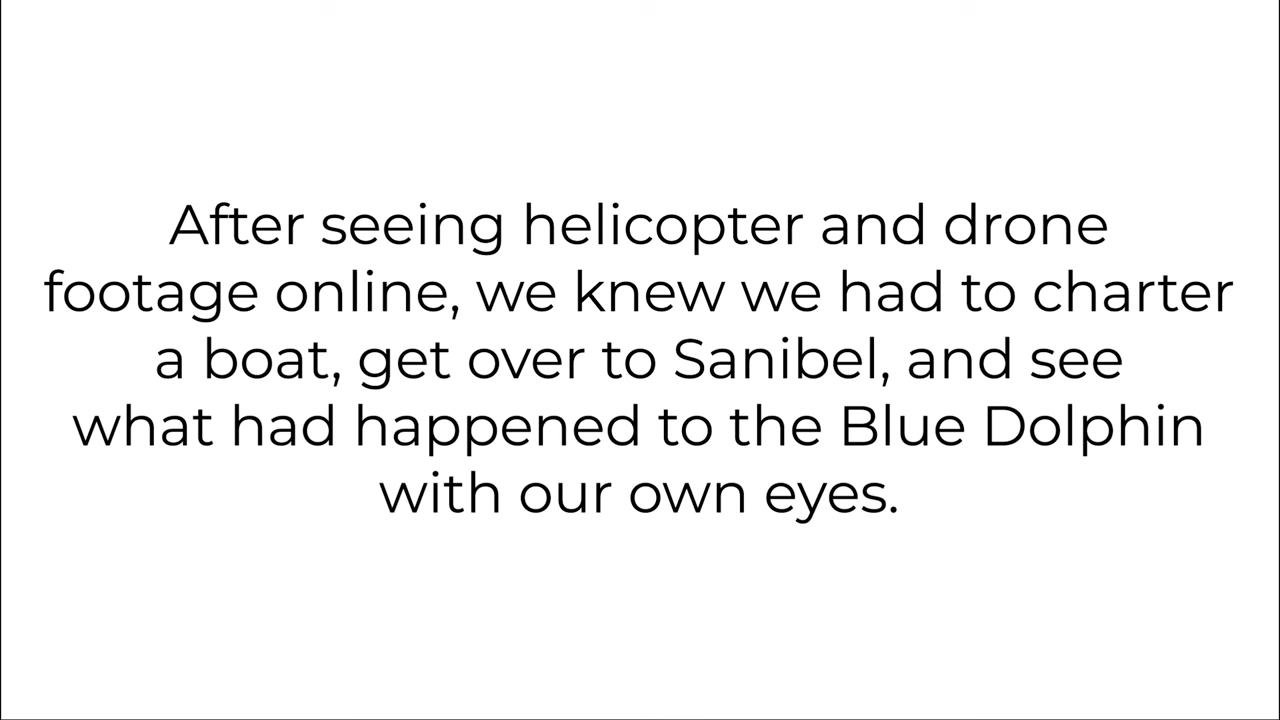 After seeing helicopter and drone
footage online, we knew we had to charter
a boat, get over to Sanibel, and see
what had happened to the Blue Dolphin
with our own eyes.